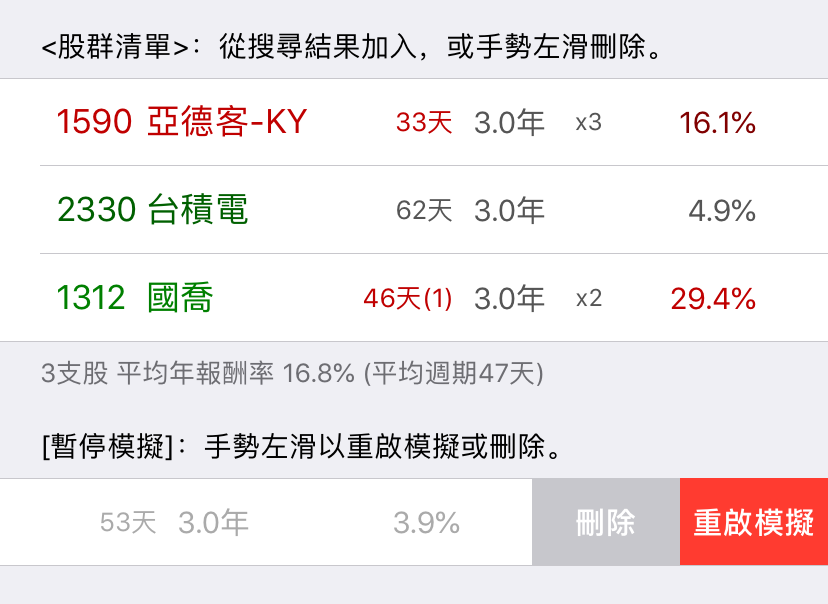 <股群清單>：從搜尋結果加入，或手勢左滑刪除。
1590 亞德客-KY 33天 3.0年 x3 16.1%
2330 台積電 62天 3.0年 4.9%
1312 國喬 46天(1) 3.0年 x2 29.4%
3支股 平均年報酬率 16.8% (平均週期47天)
[暫停模擬]：手勢左滑以重啟模擬或刪除。
53天 3.0年 3.9% 刪除 重啟模擬